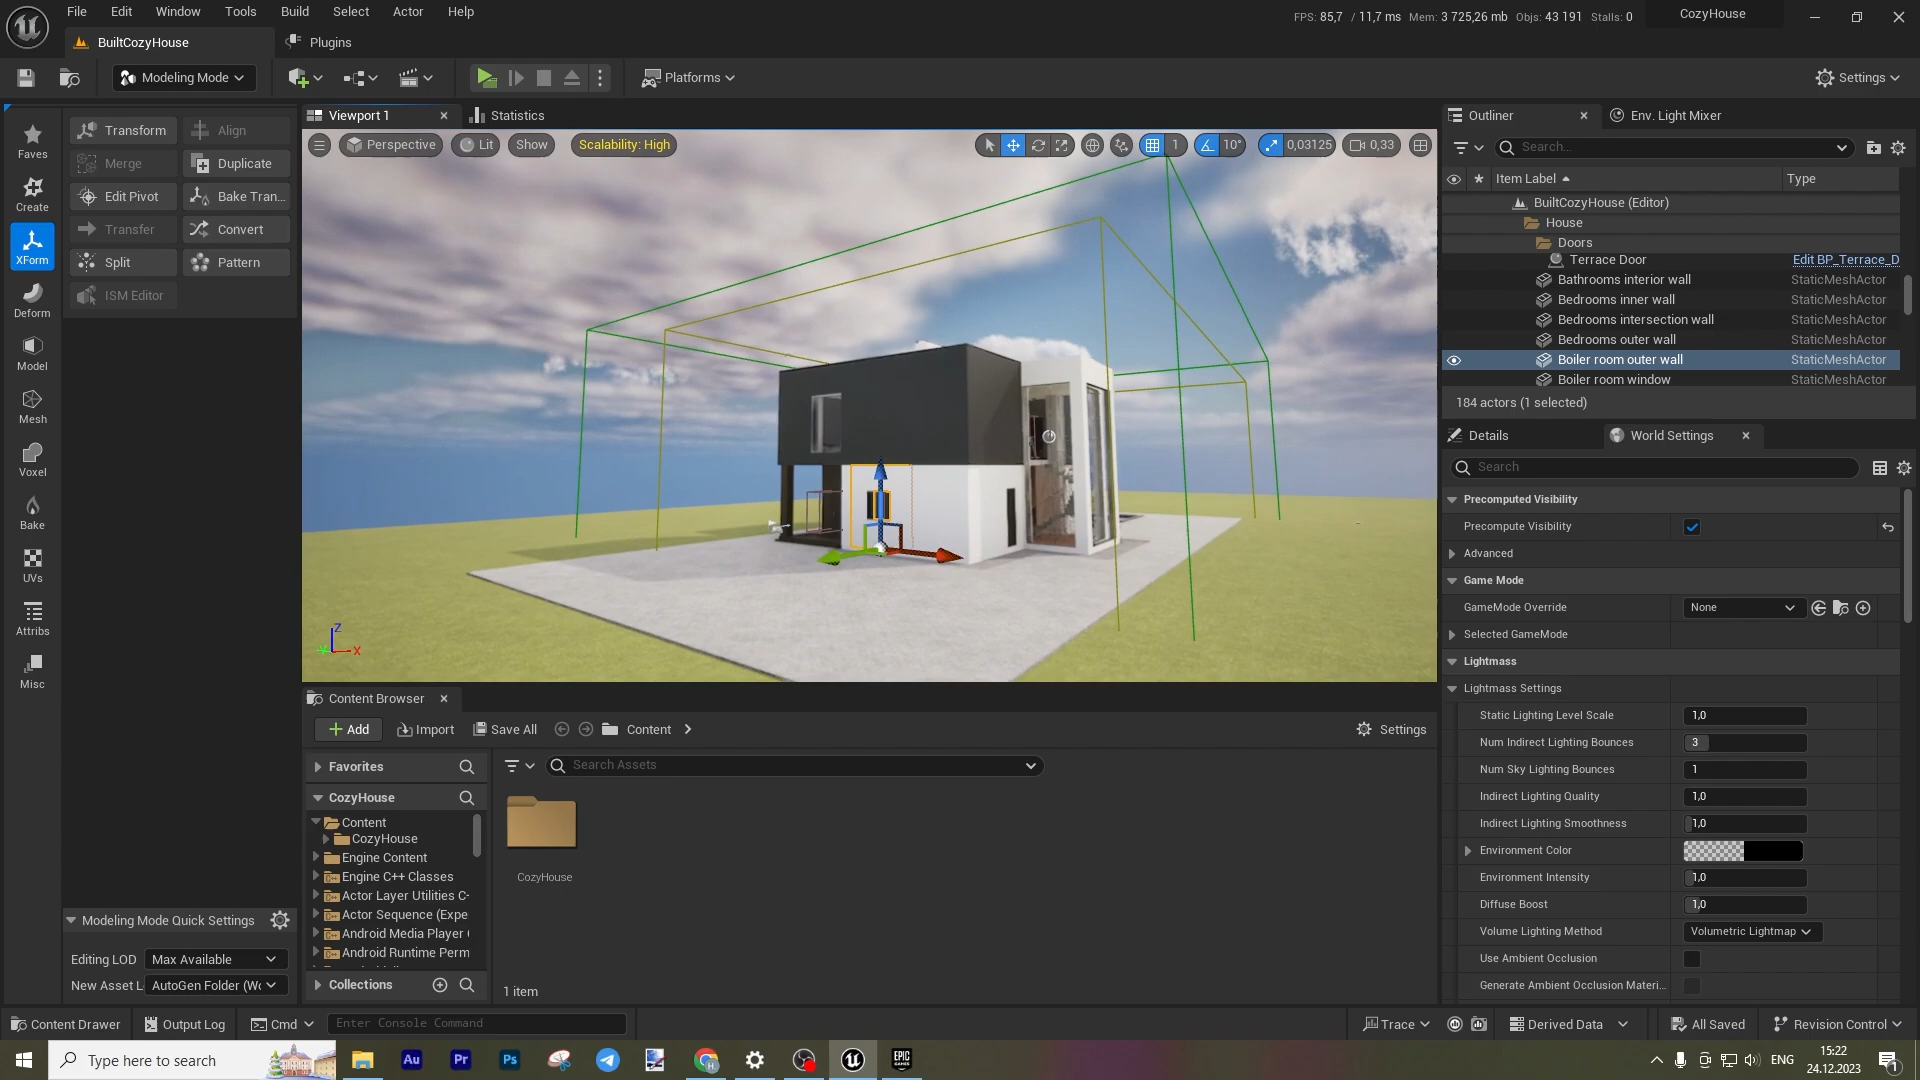 File Edit Window Tools Build Select Actor Help
FPS: 85,7 / 11,7 ms Mem: 3 725,26 mb Objs: 43 191 Stalls: 0
CozyHouse
BuiltCozyHouse
Plugins
Modeling Mode
Platforms
Settings
Viewport 1
Statistics
Outliner
Env. Light Mixer
Faves
Create
XForm
Deform
Model
Mesh
Voxel
Bake
UVs
Attribs
Misc
Transform Align
Merge Duplicate
Edit Pivot Bake Tran...
Transfer Convert
Split Pattern
ISM Editor
Perspective Lit Show Scalability: High
1 10° 0,03125 0,33
Z
X
Search...
Item Label Type
BuiltCozyHouse (Editor)
House
Doors
Terrace Door Edit BP_Terrace_D
Bathrooms interior wall StaticMeshActor
Bedrooms inner wall StaticMeshActor
Bedrooms intersection wall StaticMeshActor
Bedrooms outer wall StaticMeshActor
Boiler room outer wall StaticMeshActor
Boiler room window StaticMeshActor
184 actors (1 selected)
Details
World Settings
Search
Precomputed Visibility
Precompute Visibility
Advanced
Game Mode
GameMode Override None
Selected GameMode
Lightmass
Lightmass Settings
Static Lighting Level Scale 1,0
Num Indirect Lighting Bounces 3
Num Sky Lighting Bounces 1
Indirect Lighting Quality 1,0
Indirect Lighting Smoothness 1,0
Environment Color
Environment Intensity 1,0
Diffuse Boost 1,0
Volume Lighting Method Volumetric Lightmap
Use Ambient Occlusion
Generate Ambient Occlusion Materi...
Content Browser
Add Import Save All Content
Settings
Favorites
CozyHouse
Content
CozyHouse
Engine Content
Engine C++ Classes
Actor Layer Utilities C-
Actor Sequence (Expe
Android Media Player
Android Runtime Perm
Collections
Search Assets
CozyHouse
1 item
Modeling Mode Quick Settings
Editing LOD Max Available
New Asset L AutoGen Folder (Wo
Content Drawer Output Log Cmd Enter Console Command
Trace Derived Data All Saved Revision Control
Type here to search
Au Pr Ps
EPIC GAMES
ENG
15:22
24.12.2023
1